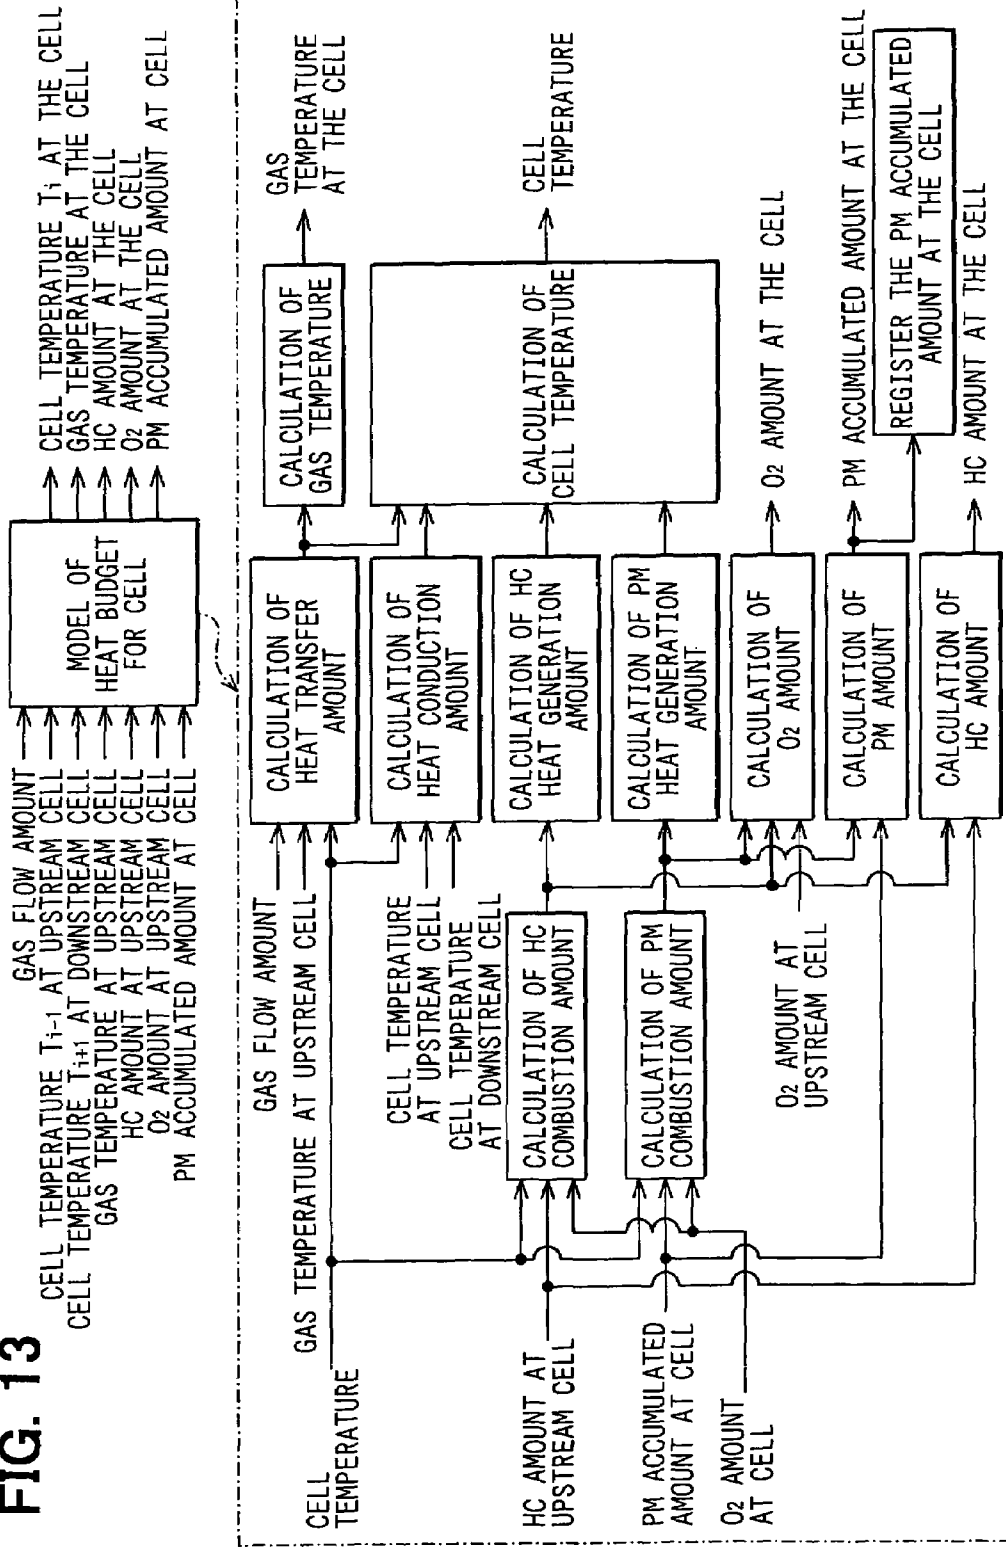 FIG. 13
GAS FLOW AMOUNT
CELL TEMPERATURE Ti-1 AT UPSTREAM CELL
CELL TEMPERATURE Ti+1 AT DOWNSTREAM CELL
GAS TEMPERATURE AT UPSTREAM CELL
HC AMOUNT AT UPSTREAM CELL
O2 AMOUNT AT UPSTREAM CELL
PM ACCUMULATED AMOUNT AT CELL
MODEL OF
HEAT BUDGET
FOR CELL
CELL TEMPERATURE Ti AT THE CELL
GAS TEMPERATURE AT THE CELL
HC AMOUNT AT THE CELL
O2 AMOUNT AT THE CELL
PM ACCUMULATED AMOUNT AT CELL
GAS FLOW AMOUNT
GAS TEMPERATURE AT UPSTREAM CELL
CELL
TEMPERATURE
CELL TEMPERATURE
AT UPSTREAM CELL
CELL TEMPERATURE
AT DOWNSTREAM CELL
HC AMOUNT AT
UPSTREAM CELL
PM ACCUMULATED
AMOUNT AT CELL
O2 AMOUNT
AT CELL
CALCULATION OF HC
COMBUSTION AMOUNT
CALCULATION OF PM
COMBUSTION AMOUNT
O2 AMOUNT AT
UPSTREAM CELL
CALCULATION OF
HEAT TRANSFER
AMOUNT
CALCULATION OF
HEAT CONDUCTION
AMOUNT
CALCULATION OF HC
HEAT GENERATION
AMOUNT
CALCULATION OF PM
HEAT GENERATION
AMOUNT
CALCULATION OF
O2 AMOUNT
CALCULATION OF
PM AMOUNT
CALCULATION OF
HC AMOUNT
CALCULATION OF
GAS TEMPERATURE
CALCULATION OF
CELL TEMPERATURE
GAS
TEMPERATURE
AT THE CELL
CELL
TEMPERATURE
O2 AMOUNT AT THE CELL
PM ACCUMULATED AMOUNT AT THE CELL
REGISTER THE PM ACCUMULATED
AMOUNT AT THE CELL
HC AMOUNT AT THE CELL